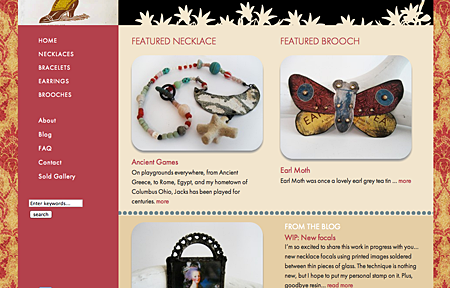 HOME
NECKLACES
BRACELETS
EARRINGS
BROOCHES
About
Blog
FAQ
Contact
Sold Gallery
Enter keywords...
search
FEATURED NECKLACE
Ancient Games
On playgrounds everywhere, from Ancient
Greece, to Rome, Egypt, and my hometown of
Columbus Ohio, Jacks has been played for
centuries. more
FEATURED BROOCH
EARL
Earl Moth
Earl Moth was once a lovely earl grey tea tin ... more
FROM THE BLOG
WIP: New focals
I'm so excited to share this work in progress with you...
new necklace focals using printed images soldered
between thin pieces of glass. The technique is nothing
new, but I hope to put my personal stamp on it. Plus,
goodbye resin... read more